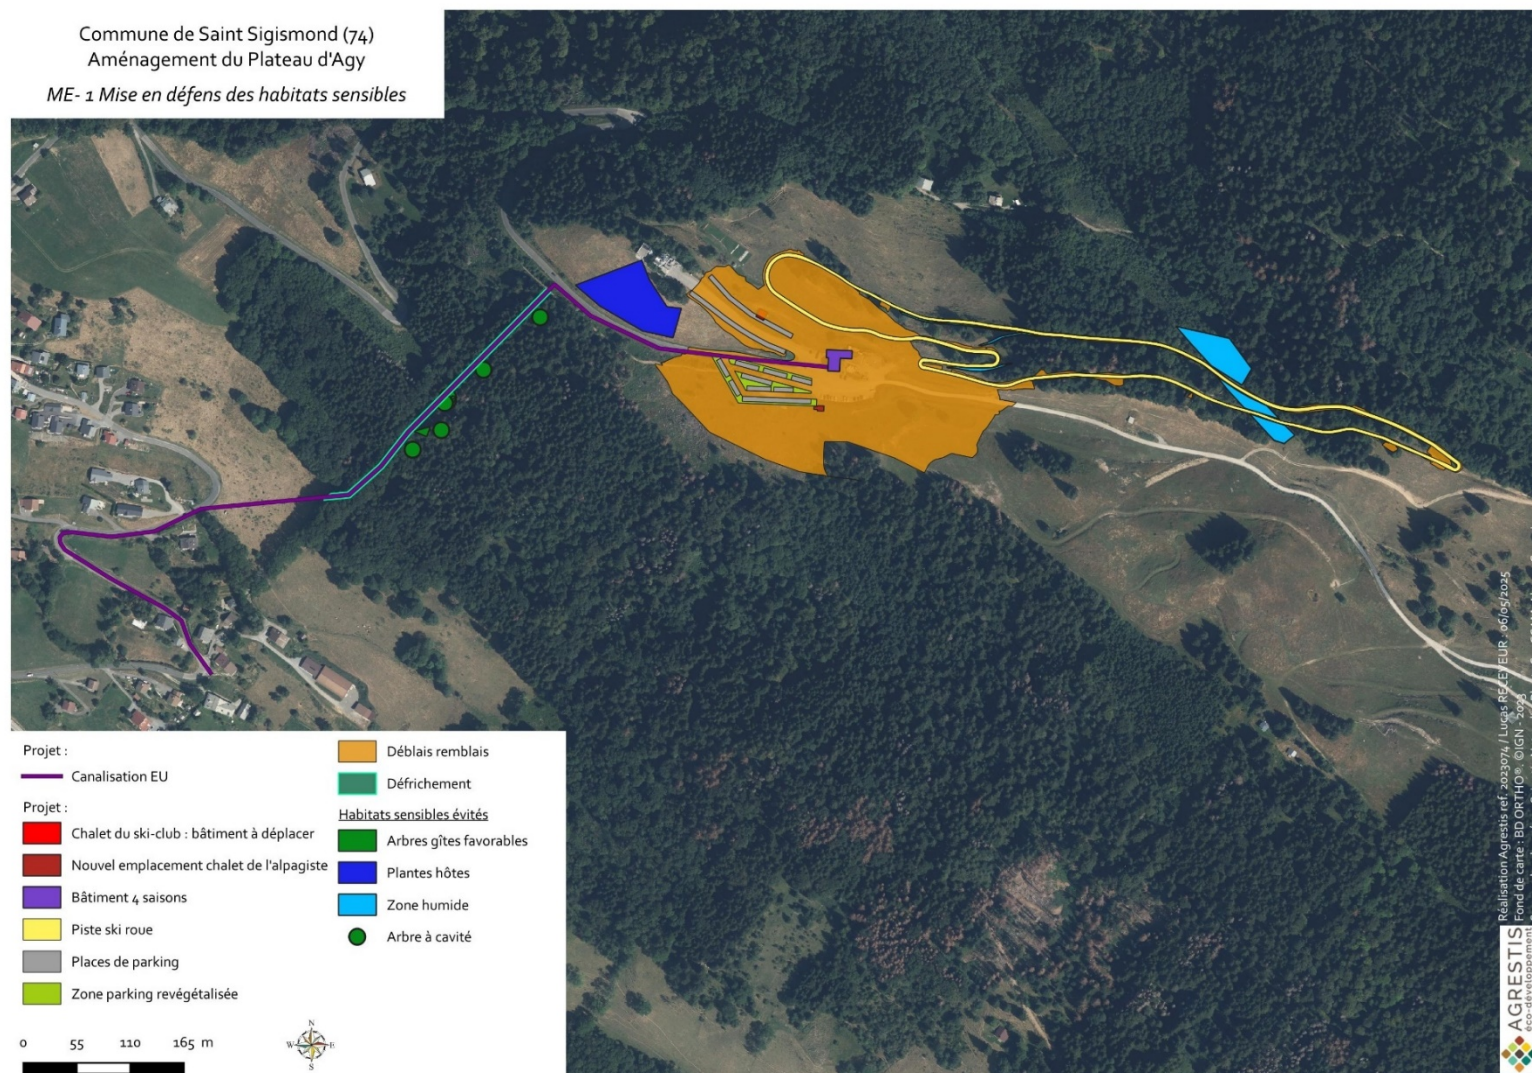 Commune de Saint Sigismond (74)
Aménagement du Plateau d'Agy
ME- 1 Mise en défens des habitats sensibles
Projet :
Canalisation EU
Projet :
Chalet du ski-club : bâtiment à déplacer
Nouvel emplacement chalet de l'alpagiste
Bâtiment 4 saisons
Piste ski roue
Places de parking
Zone parking revégétalisée
Déblais remblais
Défrichement
Habitats sensibles évités
Arbres gîtes favorables
Plantes hôtes
Zone humide
Arbre à cavité
0 55 110 165 m
N
W E
S
Réalisation Agrestis ref. 2023074 / Lucas RECEVEUR - 06/05/2025
Fond de carte : BD ORTHO®. ©IGN - 2023
AGRESTIS
éco-développement